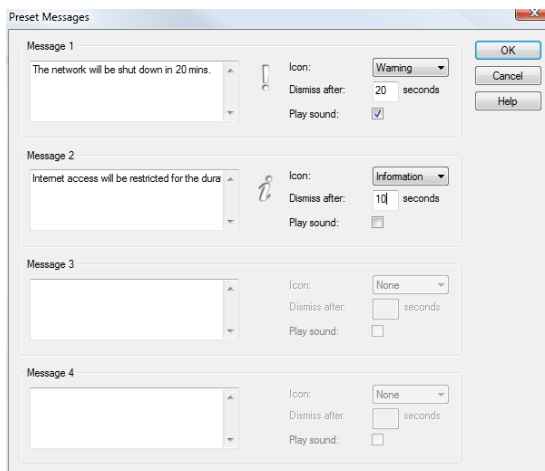 Preset Messages
OK
Cancel
Help
Message 1
The network will be shut down in 20 mins.
Icon: Warning
Dismiss after: 20 seconds
Play sound:
Message 2
Internet access will be restricted for the
Icon: Information
Dismiss after: 10 seconds
Play sound:
Message 3
Icon: None
Dismiss after: seconds
Play sound:
Message 4
Icon: None
Dismiss after: seconds
Play sound: